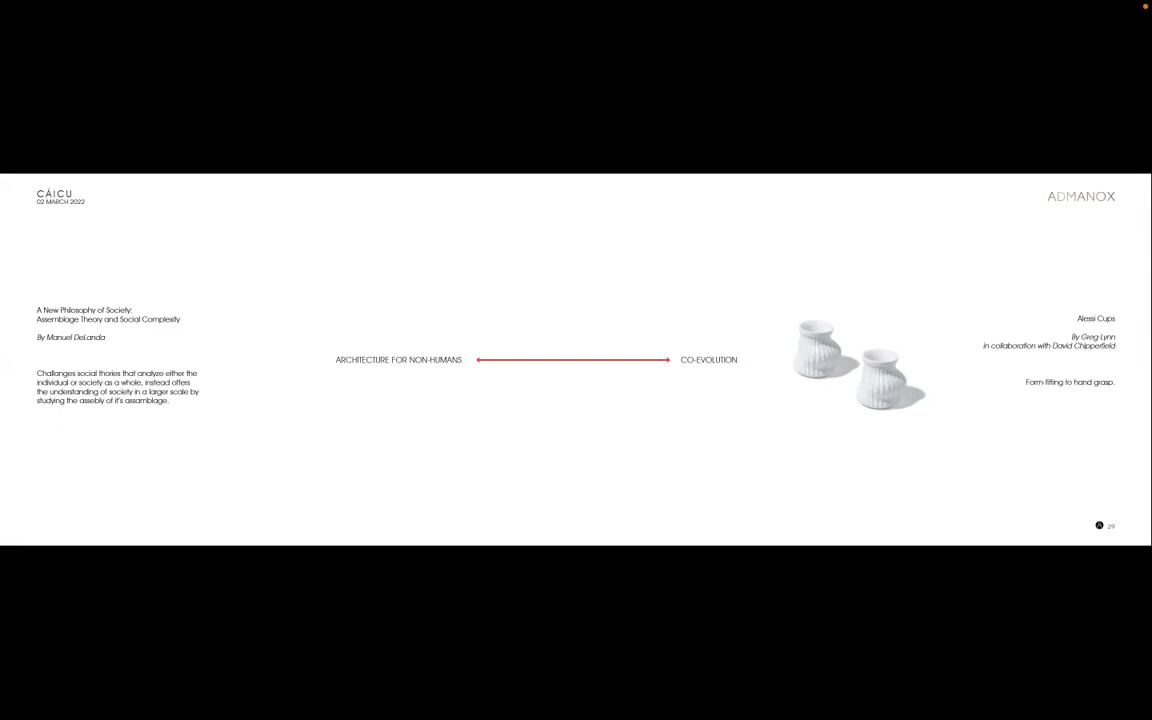 CÁICU
02 MARCH 2022
ADMANOX
A New Philosophy of Society:
Assemblage Theory and Social Complexity
By Manuel DeLanda
Challenges social thories that analyze either the
individual or society as a whole, instead offers
the understanding of society in a larger scale by
studying the assebly of it's assamblage.
ARCHITECTURE FOR NON-HUMANS
CO-EVOLUTION
Alessi Cups
By Greg Lynn
in collaboration with David Chipperfield
Form-fitting to hand grasp.
A 29